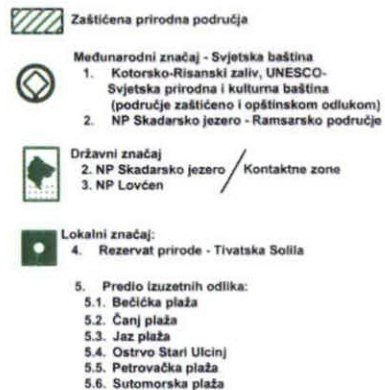 Zaštićena prirodna područja
Međunarodni značaj - Svjetska baština
1. Kotorsko-Risanski zaliv, UNESCO-
Svjetska prirodna i kulturna baština
(područje zaštićeno i opštinskom odlukom)
2. NP Skadarsko jezero - Ramsarsko područje
Državni značaj
2. NP Skadarsko jezero / Kontaktne zone
3. NP Lovćen
Lokalni značaj:
4. Rezervat prirode - Tivatska Solila
5. Predio izuzetnih odlika:
5.1. Bečićka plaža
5.2. Čanj plaža
5.3. Jaz plaža
5.4. Ostrvo Stari Ulcinj
5.5. Petrovačka plaža
5.6. Sutomorska plaža